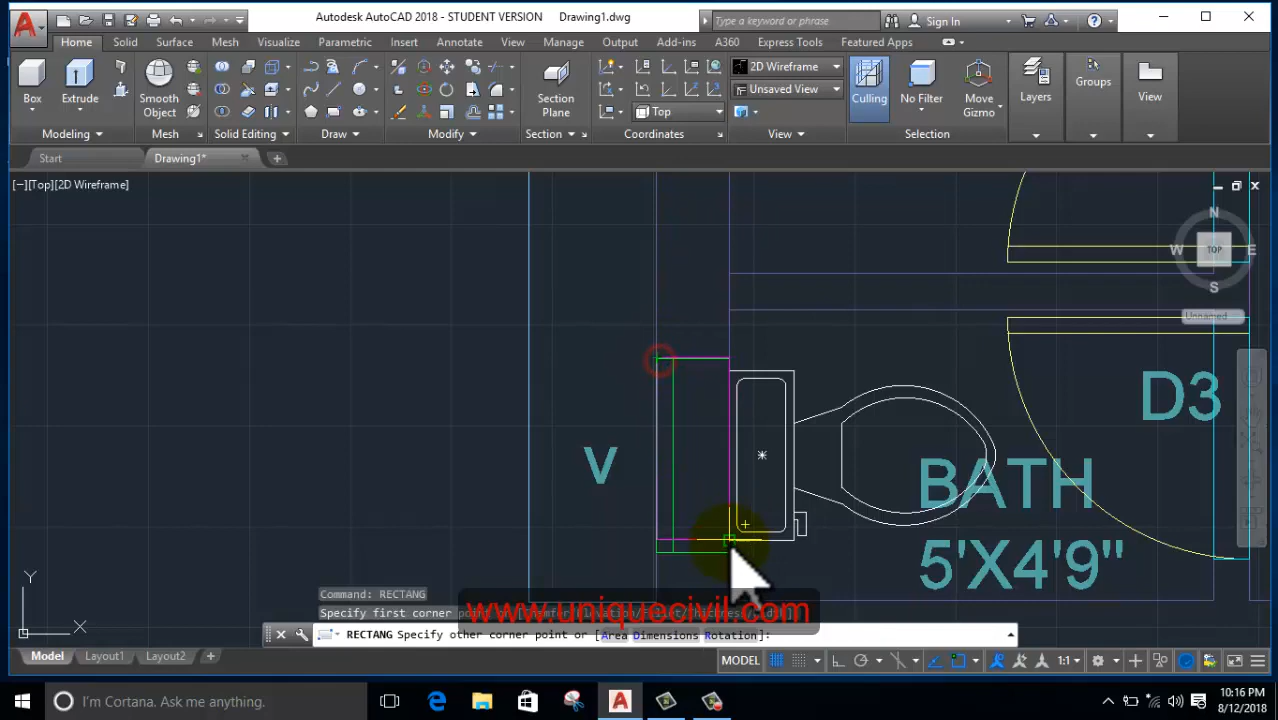 Autodesk AutoCAD 2018 - STUDENT VERSION Drawing1.dwg
Type a keyword or phrase
Sign In
Home Solid Surface Mesh Visualize Parametric Insert Annotate View Manage Output Add-ins A360 Express Tools Featured Apps
Box
Extrude
Smooth Object
Section Plane
2D Wireframe
Unsaved View
Top
Culling
No Filter
Move Gizmo
Layers
Groups
View
Modeling Mesh Solid Editing Draw Modify Section Coordinates View Selection
Start
Drawing1*
[−][Top][2D Wireframe]
N
W TOP E
S
Unnamed
D3
V
BATH
5'X4'9"
Y
X
Command: RECTANG
Specify first corner
www.uniquecivil.com
RECTANG Specify other corner point or [Area Dimensions Rotation]:
Model Layout1 Layout2
MODEL
1:1
I'm Cortana. Ask me anything.
10:16 PM
8/12/2018